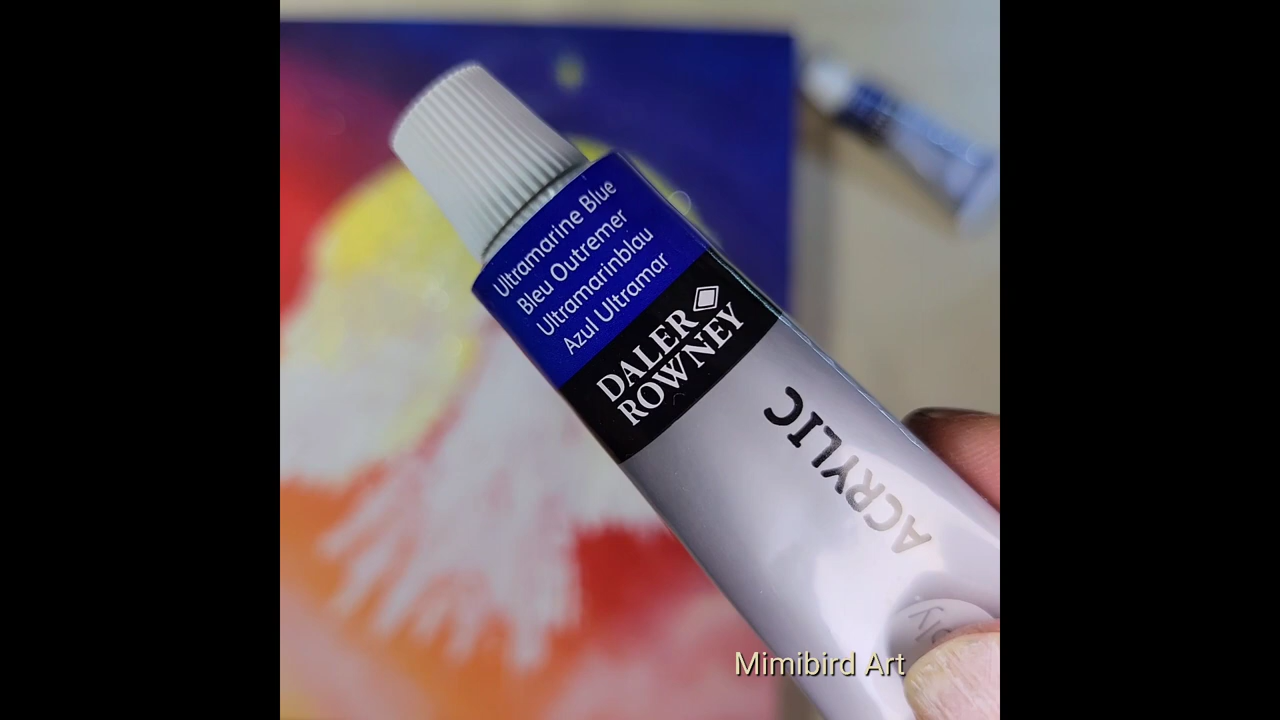 Ultramarine Blue
Bleu Outremer
Ultramarinblau
Azul Ultramar
DALER
ROWNEY
ACRYLIC
Mimibird Art